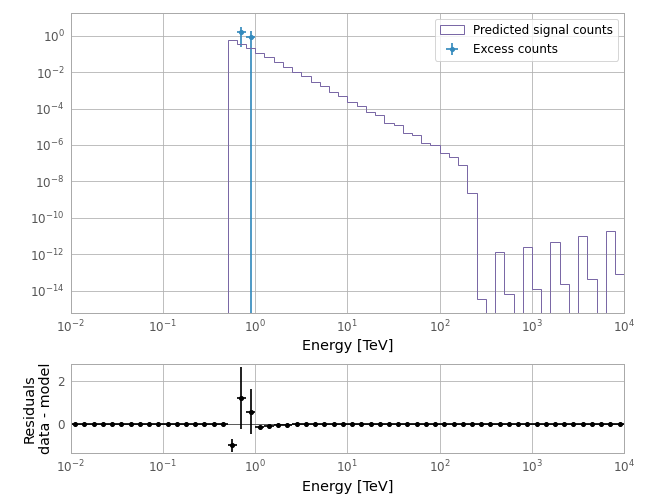 Predicted signal counts
Excess counts
10^0
10^-2
10^-4
10^-6
10^-8
10^-10
10^-12
10^-14
10^-2 10^-1 10^0 10^1 10^2 10^3 10^4
Energy [TeV]
Residuals
data - model
2
0
10^-2 10^-1 10^0 10^1 10^2 10^3 10^4
Energy [TeV]